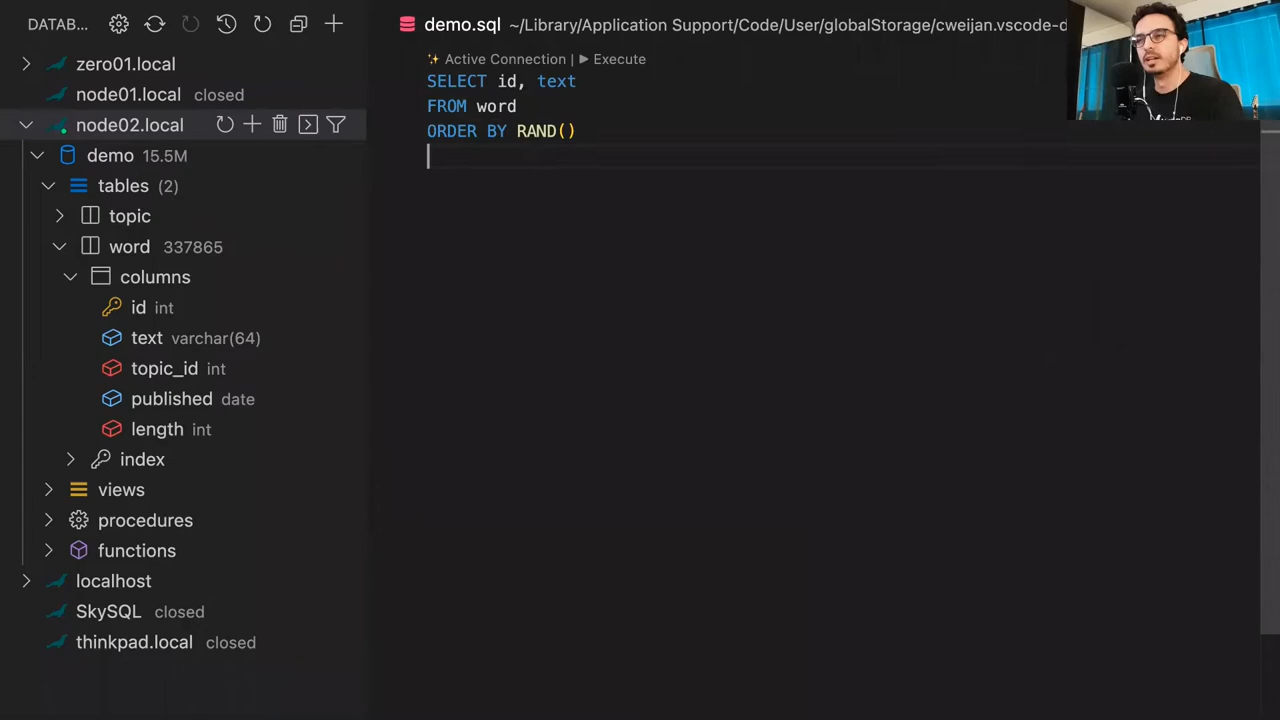 DATAB...
zero01.local
node01.local closed
node02.local
demo 15.5M
tables (2)
topic
word 337865
columns
id int
text varchar(64)
topic_id int
published date
length int
index
views
procedures
functions
localhost
SkySQL closed
thinkpad.local closed
demo.sql ~/Library/Application Support/Code/User/globalStorage/cweijan.vscode-d
Active Connection | Execute
SELECT id, text
FROM word
ORDER BY RAND()